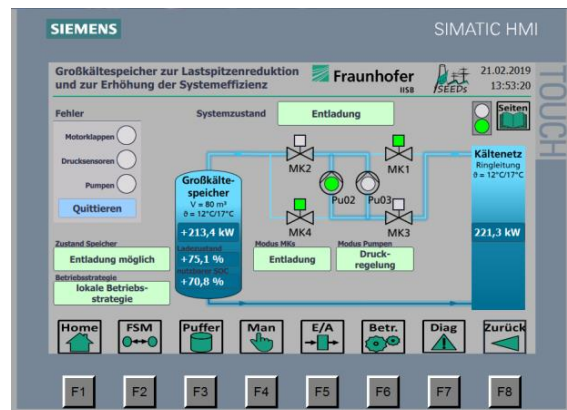 SIEMENS
SIMATIC HMI
TOUCH
Großkältespeicher zur Lastspitzenreduktion
und zur Erhöhung der Systemeffizienz
Fraunhofer
IISB
SEEDs
21.02.2019
13:53:20
Fehler
Systemzustand
Entladung
Seiten
Motorklappen
Drucksensoren
Pumpen
Quittieren
MK2
MK1
Pu02
Pu03
MK4
MK3
Großkälte-
speicher
V = 80 m³
ϑ = 12°C/17°C
+213,4 kW
Ladezustand
+75,1 %
nutzbarer SOC
+70,8 %
Kältenetz
Ringleitung
ϑ = 12°C/17°C
221,3 kW
Zustand Speicher
Entladung möglich
Modus MKs
Entladung
Modus Pumpen
Druck-
regelung
Betriebsstrategie
lokale Betriebs-
strategie
Home
FSM
Puffer
Man
E/A
Betr.
Diag
Zurück
F1
F2
F3
F4
F5
F6
F7
F8